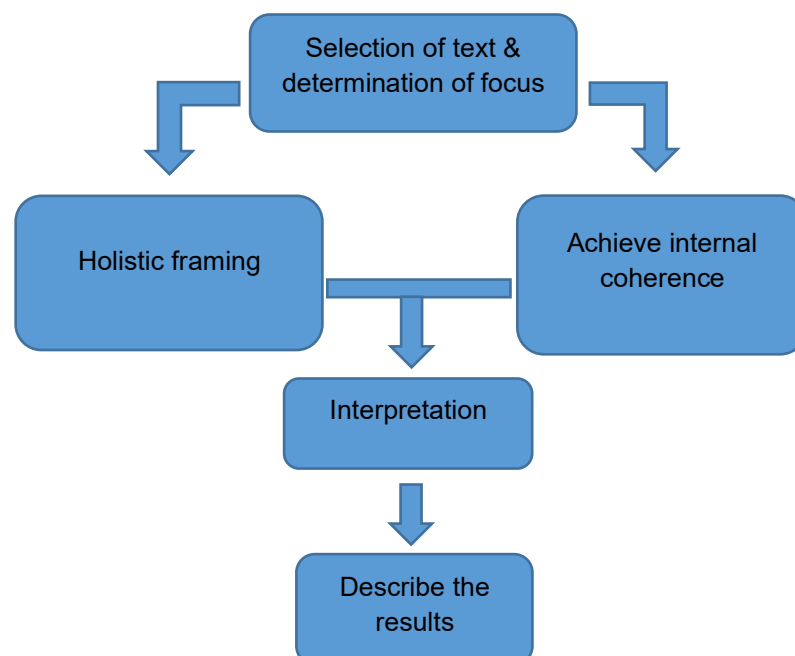 Selection of text &
determination of focus
Holistic framing
Achieve internal
coherence
Interpretation
Describe the
results